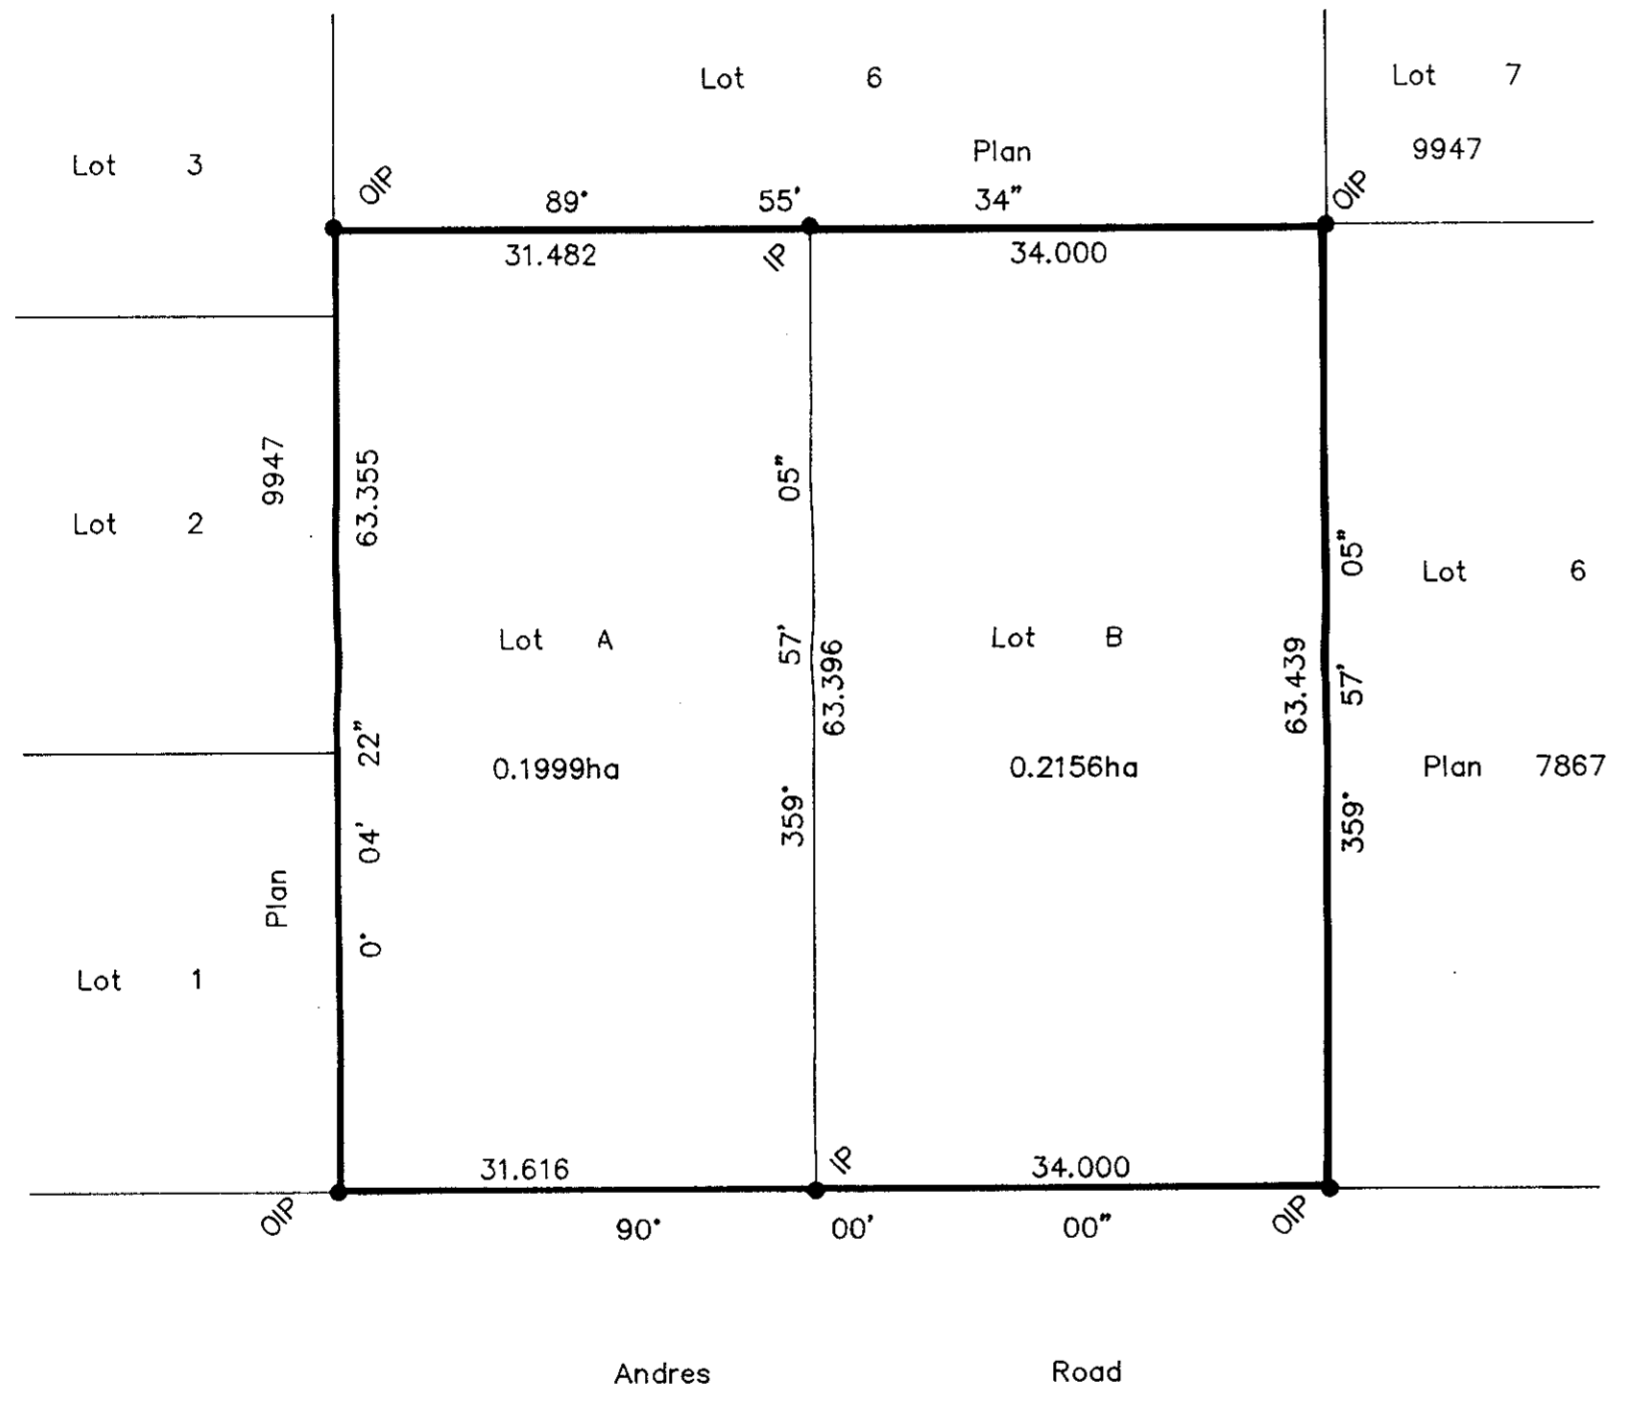 Lot 6
Lot 7
Plan
9947
Lot 3
OIP
OIP
89° 55' 34"
31.482
IP
34.000
9947
63.355
05"
Lot 2
05"
Lot 6
Lot A
57'
63.396
Lot B
63.439
57'
22"
0.1999ha
0.2156ha
Plan 7867
04'
359°
359°
Plan
0°
Lot 1
31.616
IP
34.000
OIP
OIP
90° 00' 00"
Andres Road